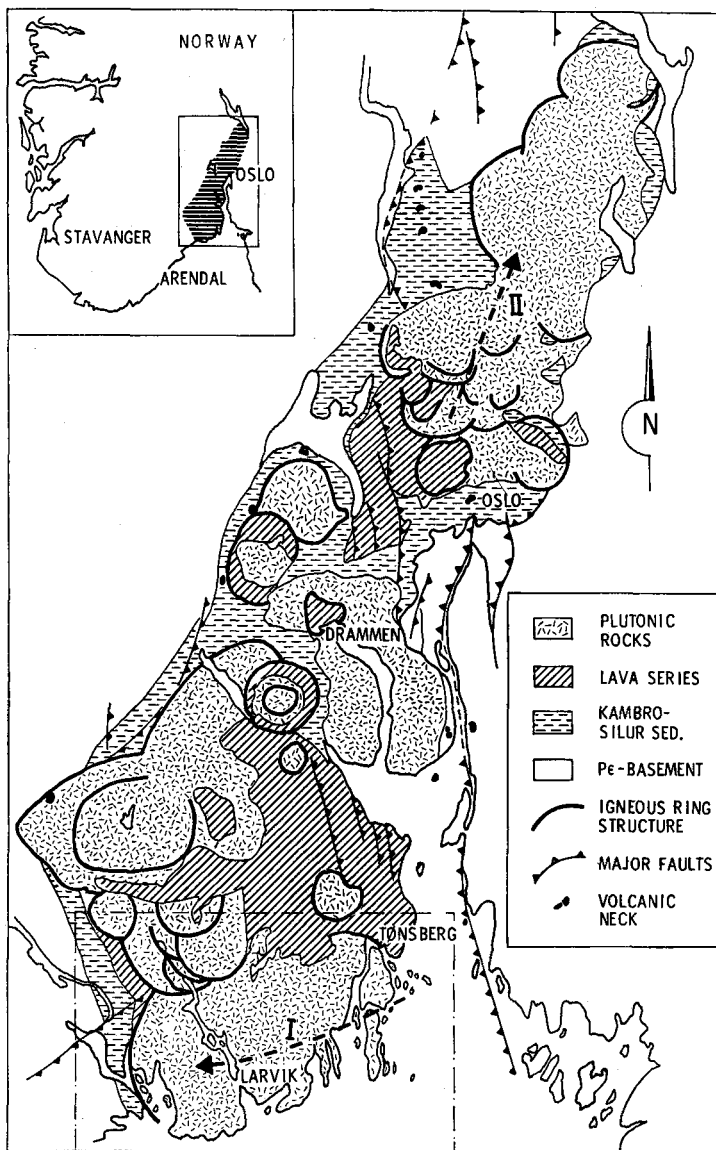 NORWAY
OSLO
STAVANGER
ARENDAL
II
N
OSLO
DRAMMEN
TØNSBERG
I
LARVIK
PLUTONIC
ROCKS
LAVA SERIES
KAMBRO-
SILUR SED.
Pϵ-BASEMENT
IGNEOUS RING
STRUCTURE
MAJOR FAULTS
VOLCANIC
NECK